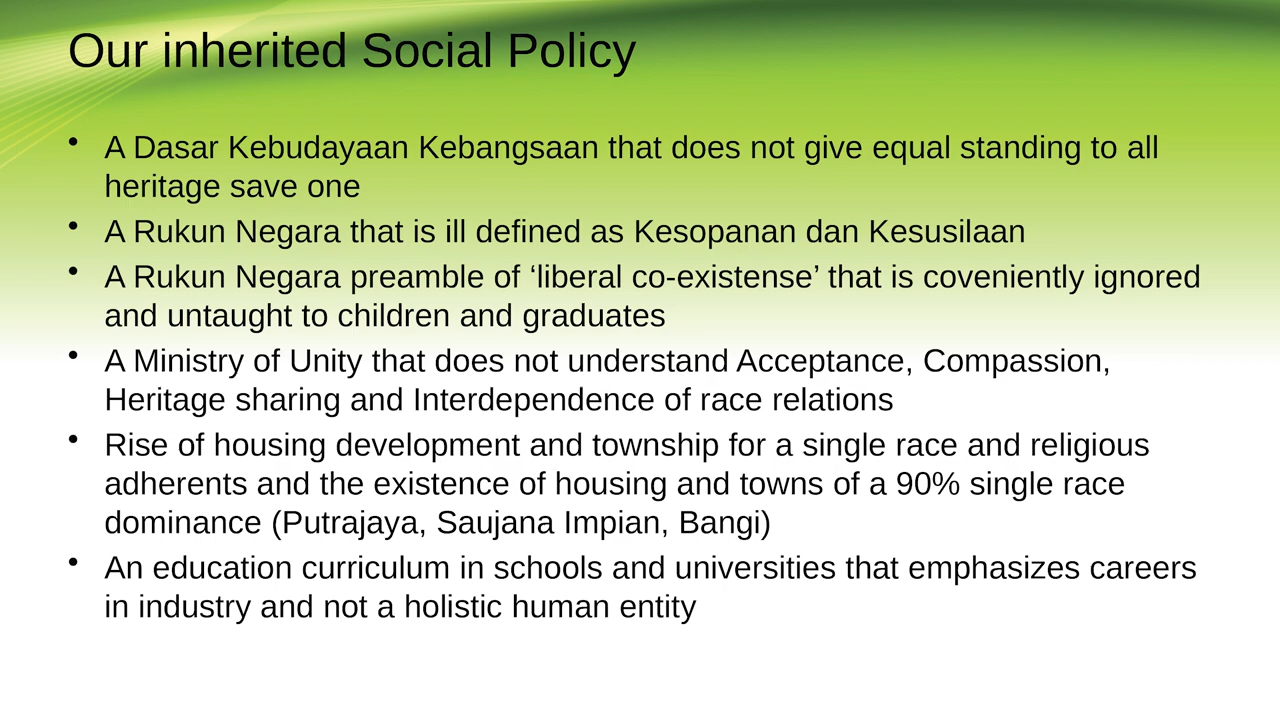 Our inherited Social Policy
• A Dasar Kebudayaan Kebangsaan that does not give equal standing to all
heritage save one
• A Rukun Negara that is ill defined as Kesopanan dan Kesusilaan
• A Rukun Negara preamble of ‘liberal co-existense’ that is coveniently ignored
and untaught to children and graduates
• A Ministry of Unity that does not understand Acceptance, Compassion,
Heritage sharing and Interdependence of race relations
• Rise of housing development and township for a single race and religious
adherents and the existence of housing and towns of a 90% single race
dominance (Putrajaya, Saujana Impian, Bangi)
• An education curriculum in schools and universities that emphasizes careers
in industry and not a holistic human entity